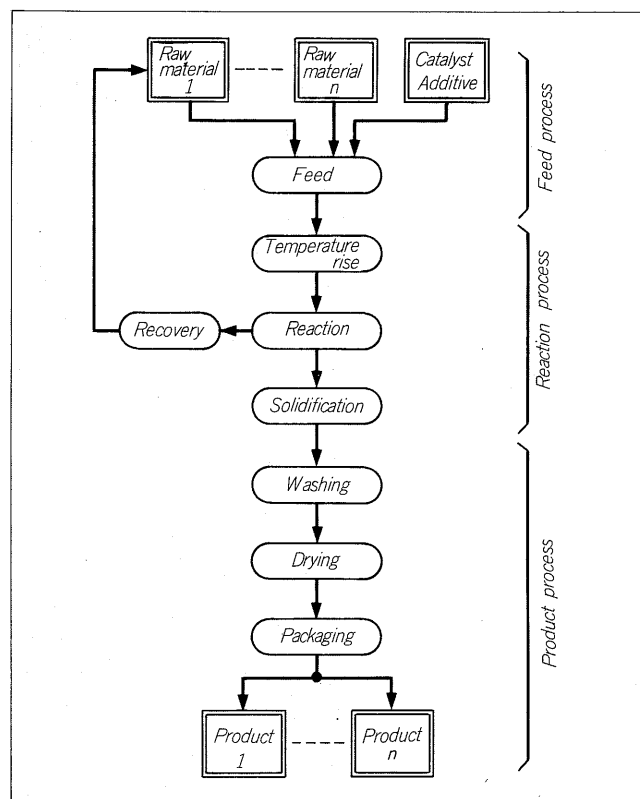 Raw
material
1
Raw
material
n
Catalyst
Additive
Feed
Temperature
rise
Recovery
Reaction
Solidification
Washing
Drying
Packaging
Product
1
Product
n
Feed process
Reaction process
Product process